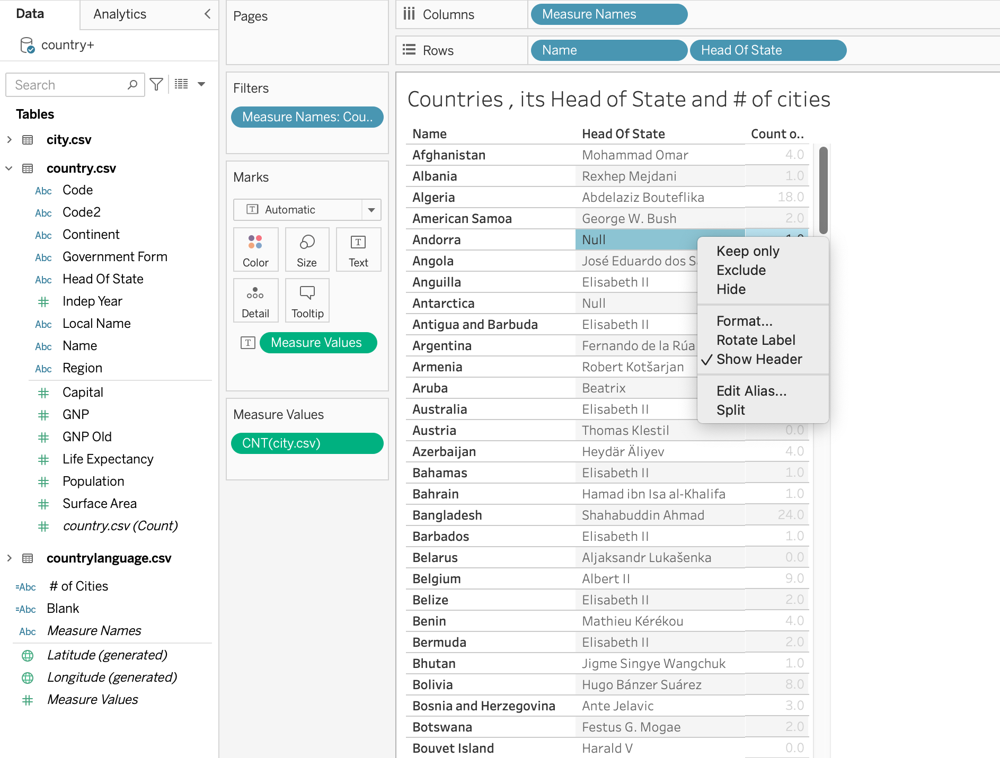 Data
Analytics
country+
Search
Tables
city.csv
country.csv
Abc Code
Abc Code2
Abc Continent
Abc Government Form
Abc Head Of State
# Indep Year
Abc Local Name
Abc Name
Abc Region
# Capital
# GNP
# GNP Old
# Life Expectancy
# Population
# Surface Area
# country.csv (Count)
countrylanguage.csv
=Abc # of Cities
=Abc Blank
Abc Measure Names
Latitude (generated)
Longitude (generated)
# Measure Values
Pages
Filters
Measure Names: Cou..
Marks
T Automatic
Color Size T Text
Detail Tooltip
T Measure Values
Measure Values
CNT(city.csv)
Columns Measure Names
Rows Name Head Of State
Countries , its Head of State and # of cities
Name Head Of State Count o..
Afghanistan Mohammad Omar 4.0
Albania Rexhep Mejdani 1.0
Algeria Abdelaziz Bouteflika 18.0
American Samoa George W. Bush 2.0
Andorra Null
Angola José Eduardo dos
Anguilla Elisabeth II
Antarctica Null
Antigua and Barbuda Elisabeth II
Argentina Fernando de la Rúa
Armenia Robert Kotšarjan
Aruba Beatrix
Australia Elisabeth II
Austria Thomas Klestil 0.0
Azerbaijan Heydär Äliyev 4.0
Bahamas Elisabeth II 1.0
Bahrain Hamad ibn Isa al-Khalifa 1.0
Bangladesh Shahabuddin Ahmad 24.0
Barbados Elisabeth II 1.0
Belarus Aljaksandr Lukašenka 0.0
Belgium Albert II 9.0
Belize Elisabeth II 2.0
Benin Mathieu Kérékou 4.0
Bermuda Elisabeth II 2.0
Bhutan Jigme Singye Wangchuk 1.0
Bolivia Hugo Bánzer Suárez 8.0
Bosnia and Herzegovina Ante Jelavic 3.0
Botswana Festus G. Mogae 2.0
Bouvet Island Harald V 0.0
Keep only
Exclude
Hide
Format...
Rotate Label
Show Header
Edit Alias...
Split